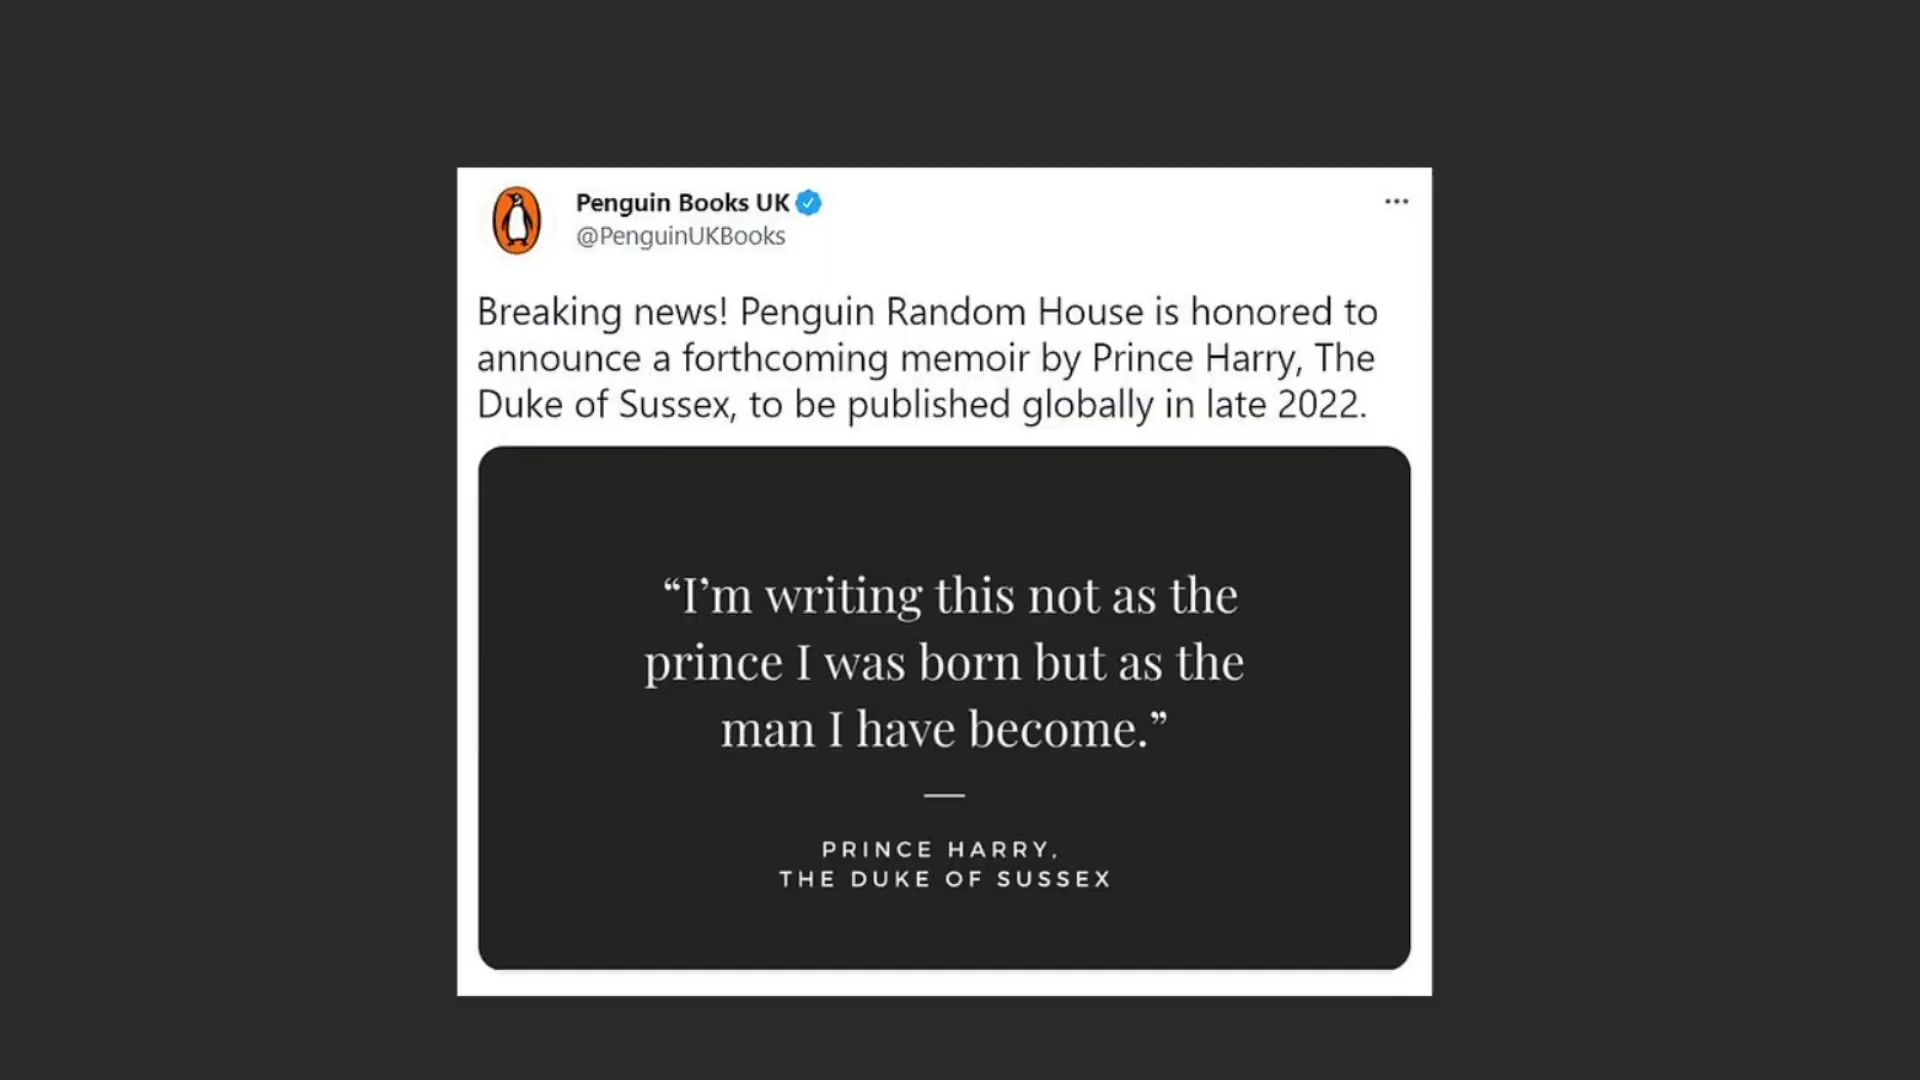 Penguin Books UK
@PenguinUKBooks
Breaking news! Penguin Random House is honored to
announce a forthcoming memoir by Prince Harry, The
Duke of Sussex, to be published globally in late 2022.
“I’m writing this not as the
prince I was born but as the
man I have become.”
PRINCE HARRY,
THE DUKE OF SUSSEX